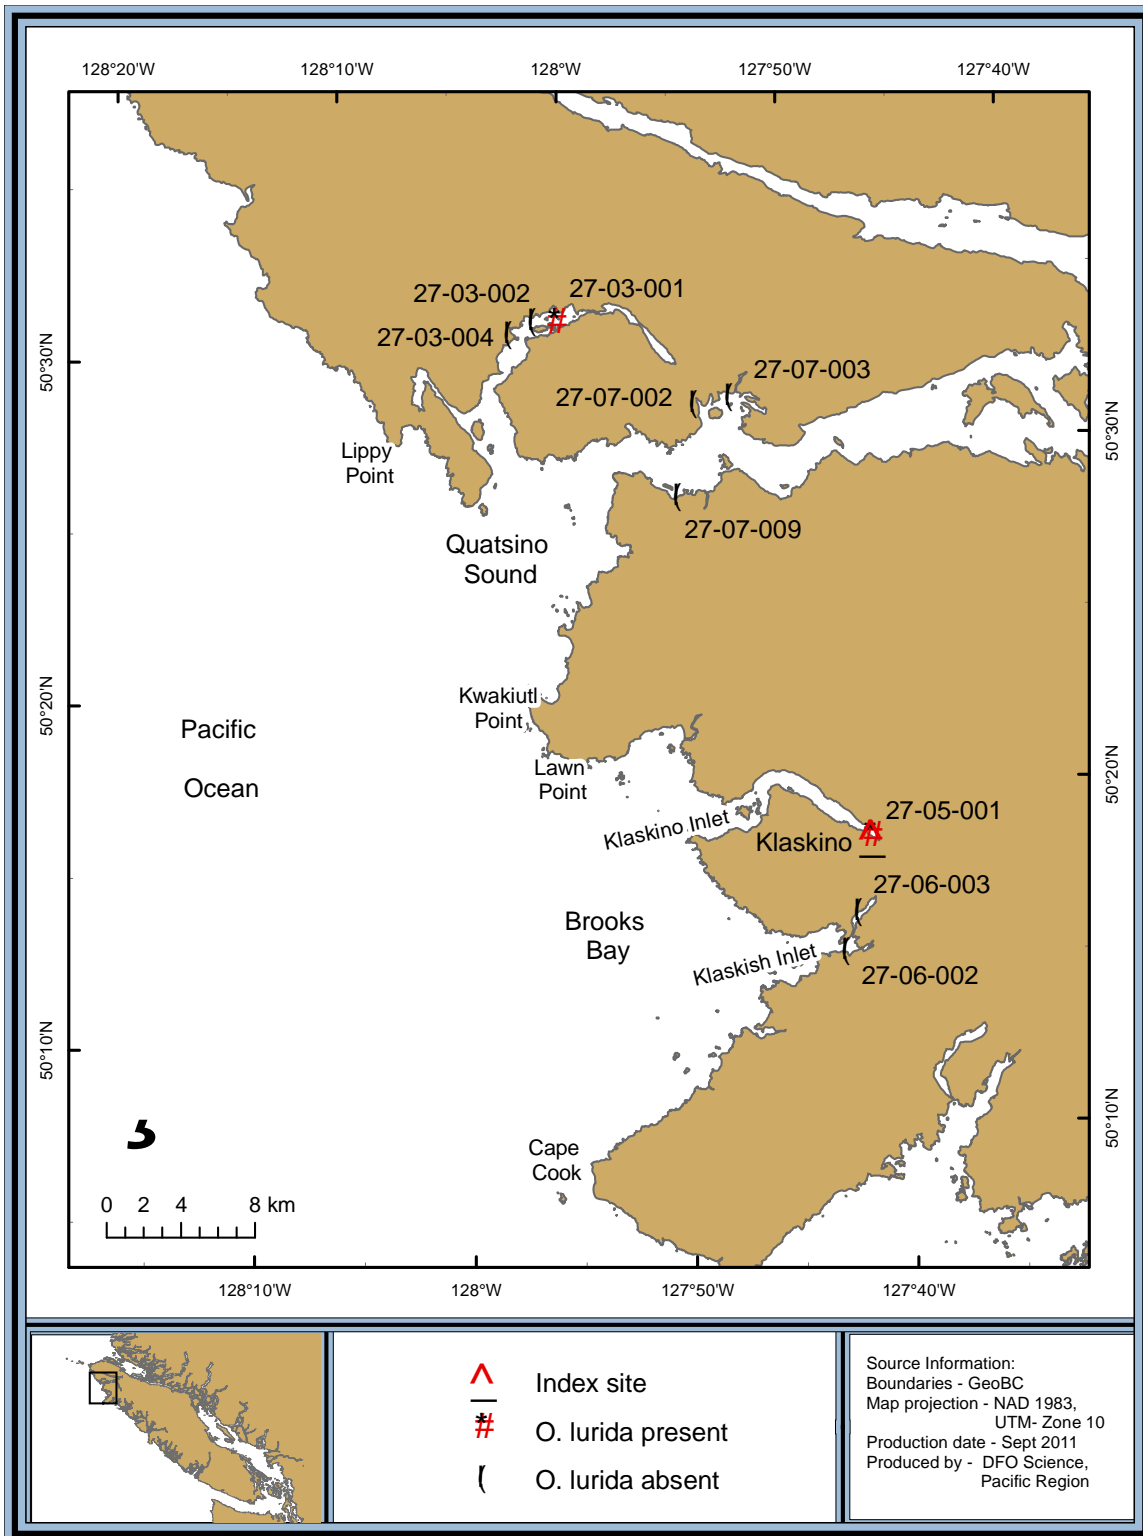 128°20'W 128°10'W 128°W 127°50'W 127°40'W
27-03-002 27-03-001
27-03-004
50°30'N
27-07-003
27-07-002
50°30'N
Lippy
Point
27-07-009
Quatsino
Sound
Kwakiutl
Point
50°20'N
Pacific
Ocean
Lawn
Point
50°20'N
27-05-001
Klaskino Inlet
Klaskino
27-06-003
Brooks
Bay
Klaskish Inlet
27-06-002
50°10'N
50°10'N
Cape
Cook
0 2 4 8 km
128°10'W 128°W 127°50'W 127°40'W
Index site
O. lurida present
O. lurida absent
Source Information:
Boundaries - GeoBC
Map projection - NAD 1983,
UTM- Zone 10
Production date - Sept 2011
Produced by - DFO Science,
Pacific Region